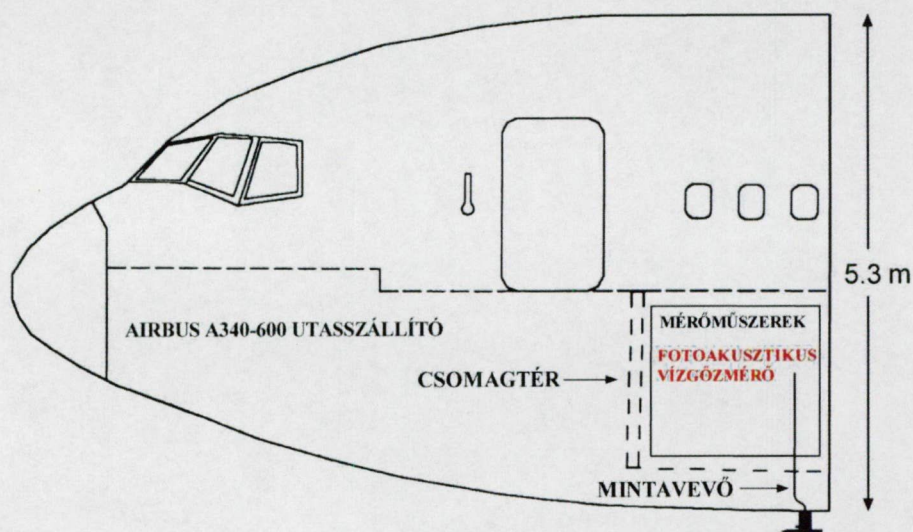 5.3 m
AIRBUS A340-600 UTASSZÁLLÍTÓ
MÉRŐMŰSZEREK
FOTOAKUSZTIKUS
VÍZGŐZMÉRŐ
CSOMAGTÉR
MINTAVEVŐ